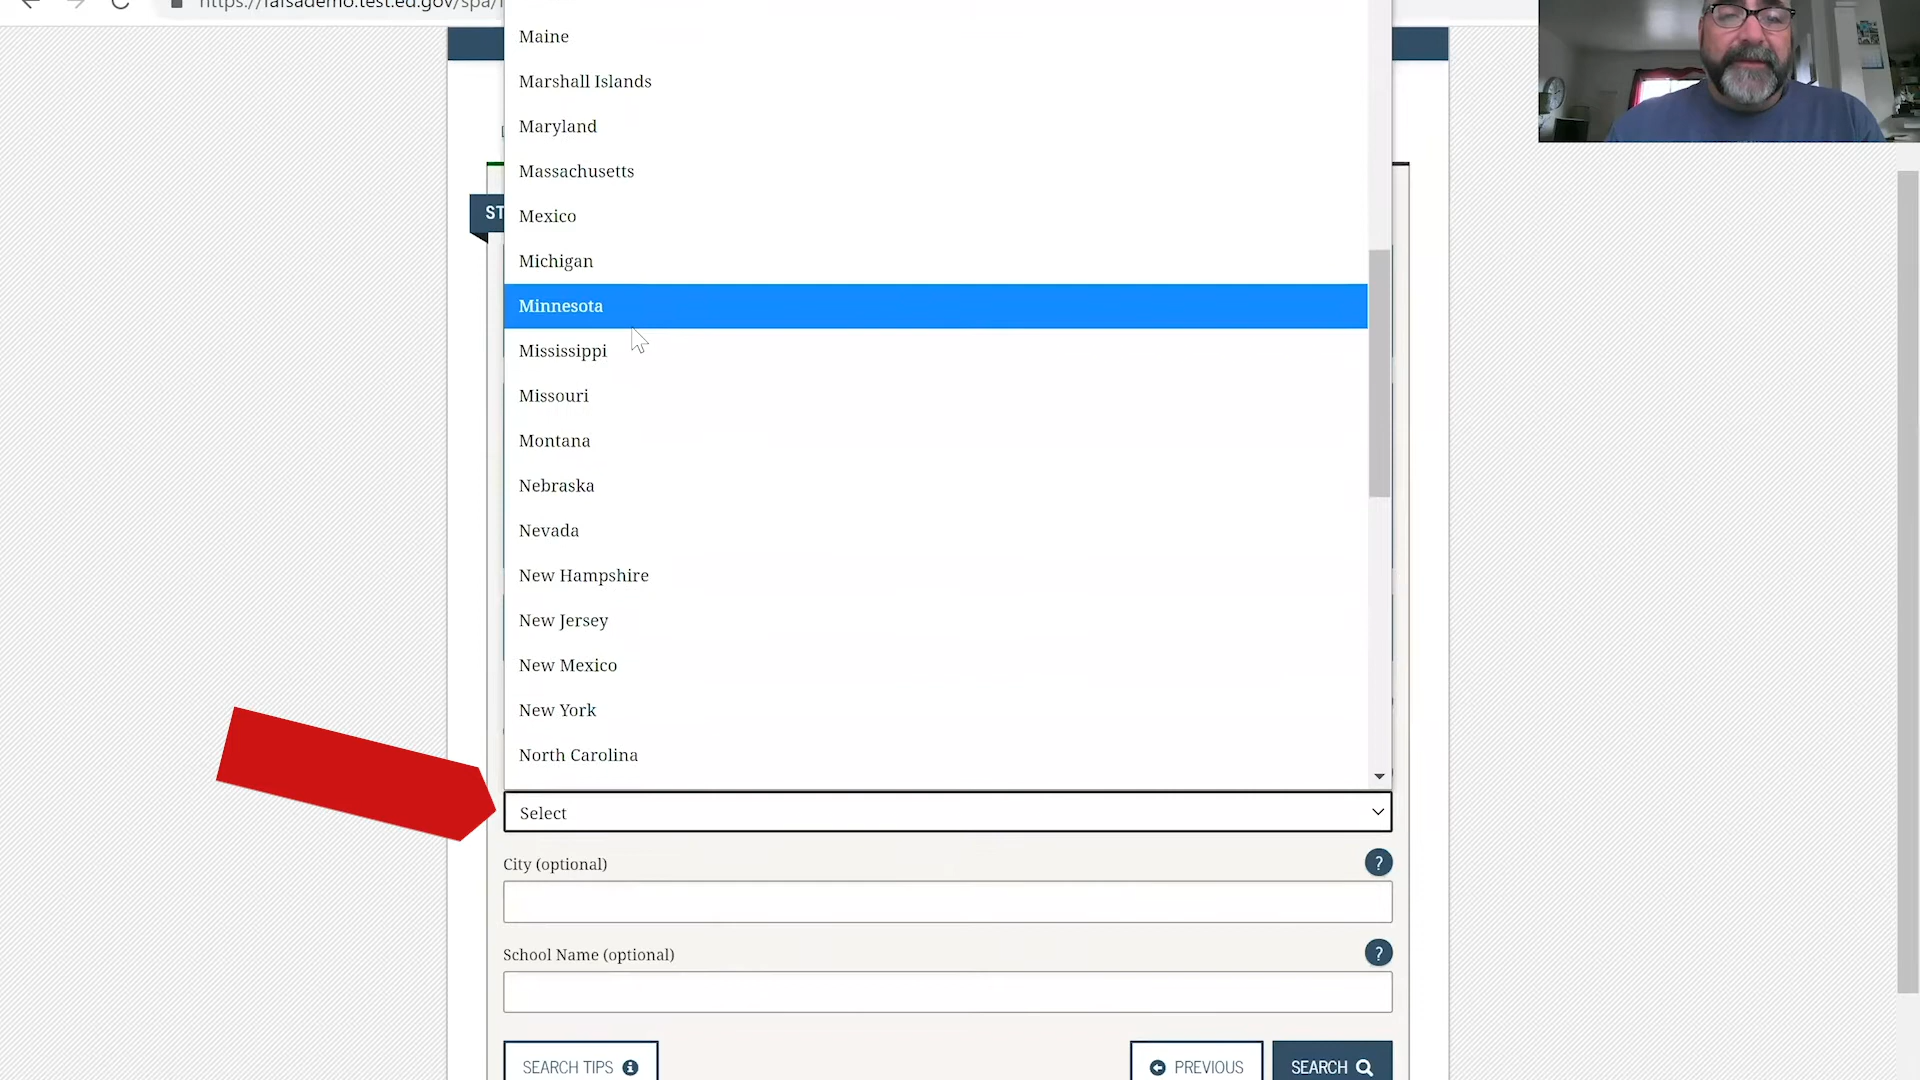 https://fafsademo.test.ed.gov/spa/f
Maine
Marshall Islands
Maryland
Massachusetts
Mexico
Michigan
ST
Minnesota
Mississippi
Missouri
Montana
Nebraska
Nevada
New Hampshire
New Jersey
New Mexico
New York
North Carolina
Select
City (optional)
?
School Name (optional)
?
SEARCH TIPS
PREVIOUS
SEARCH